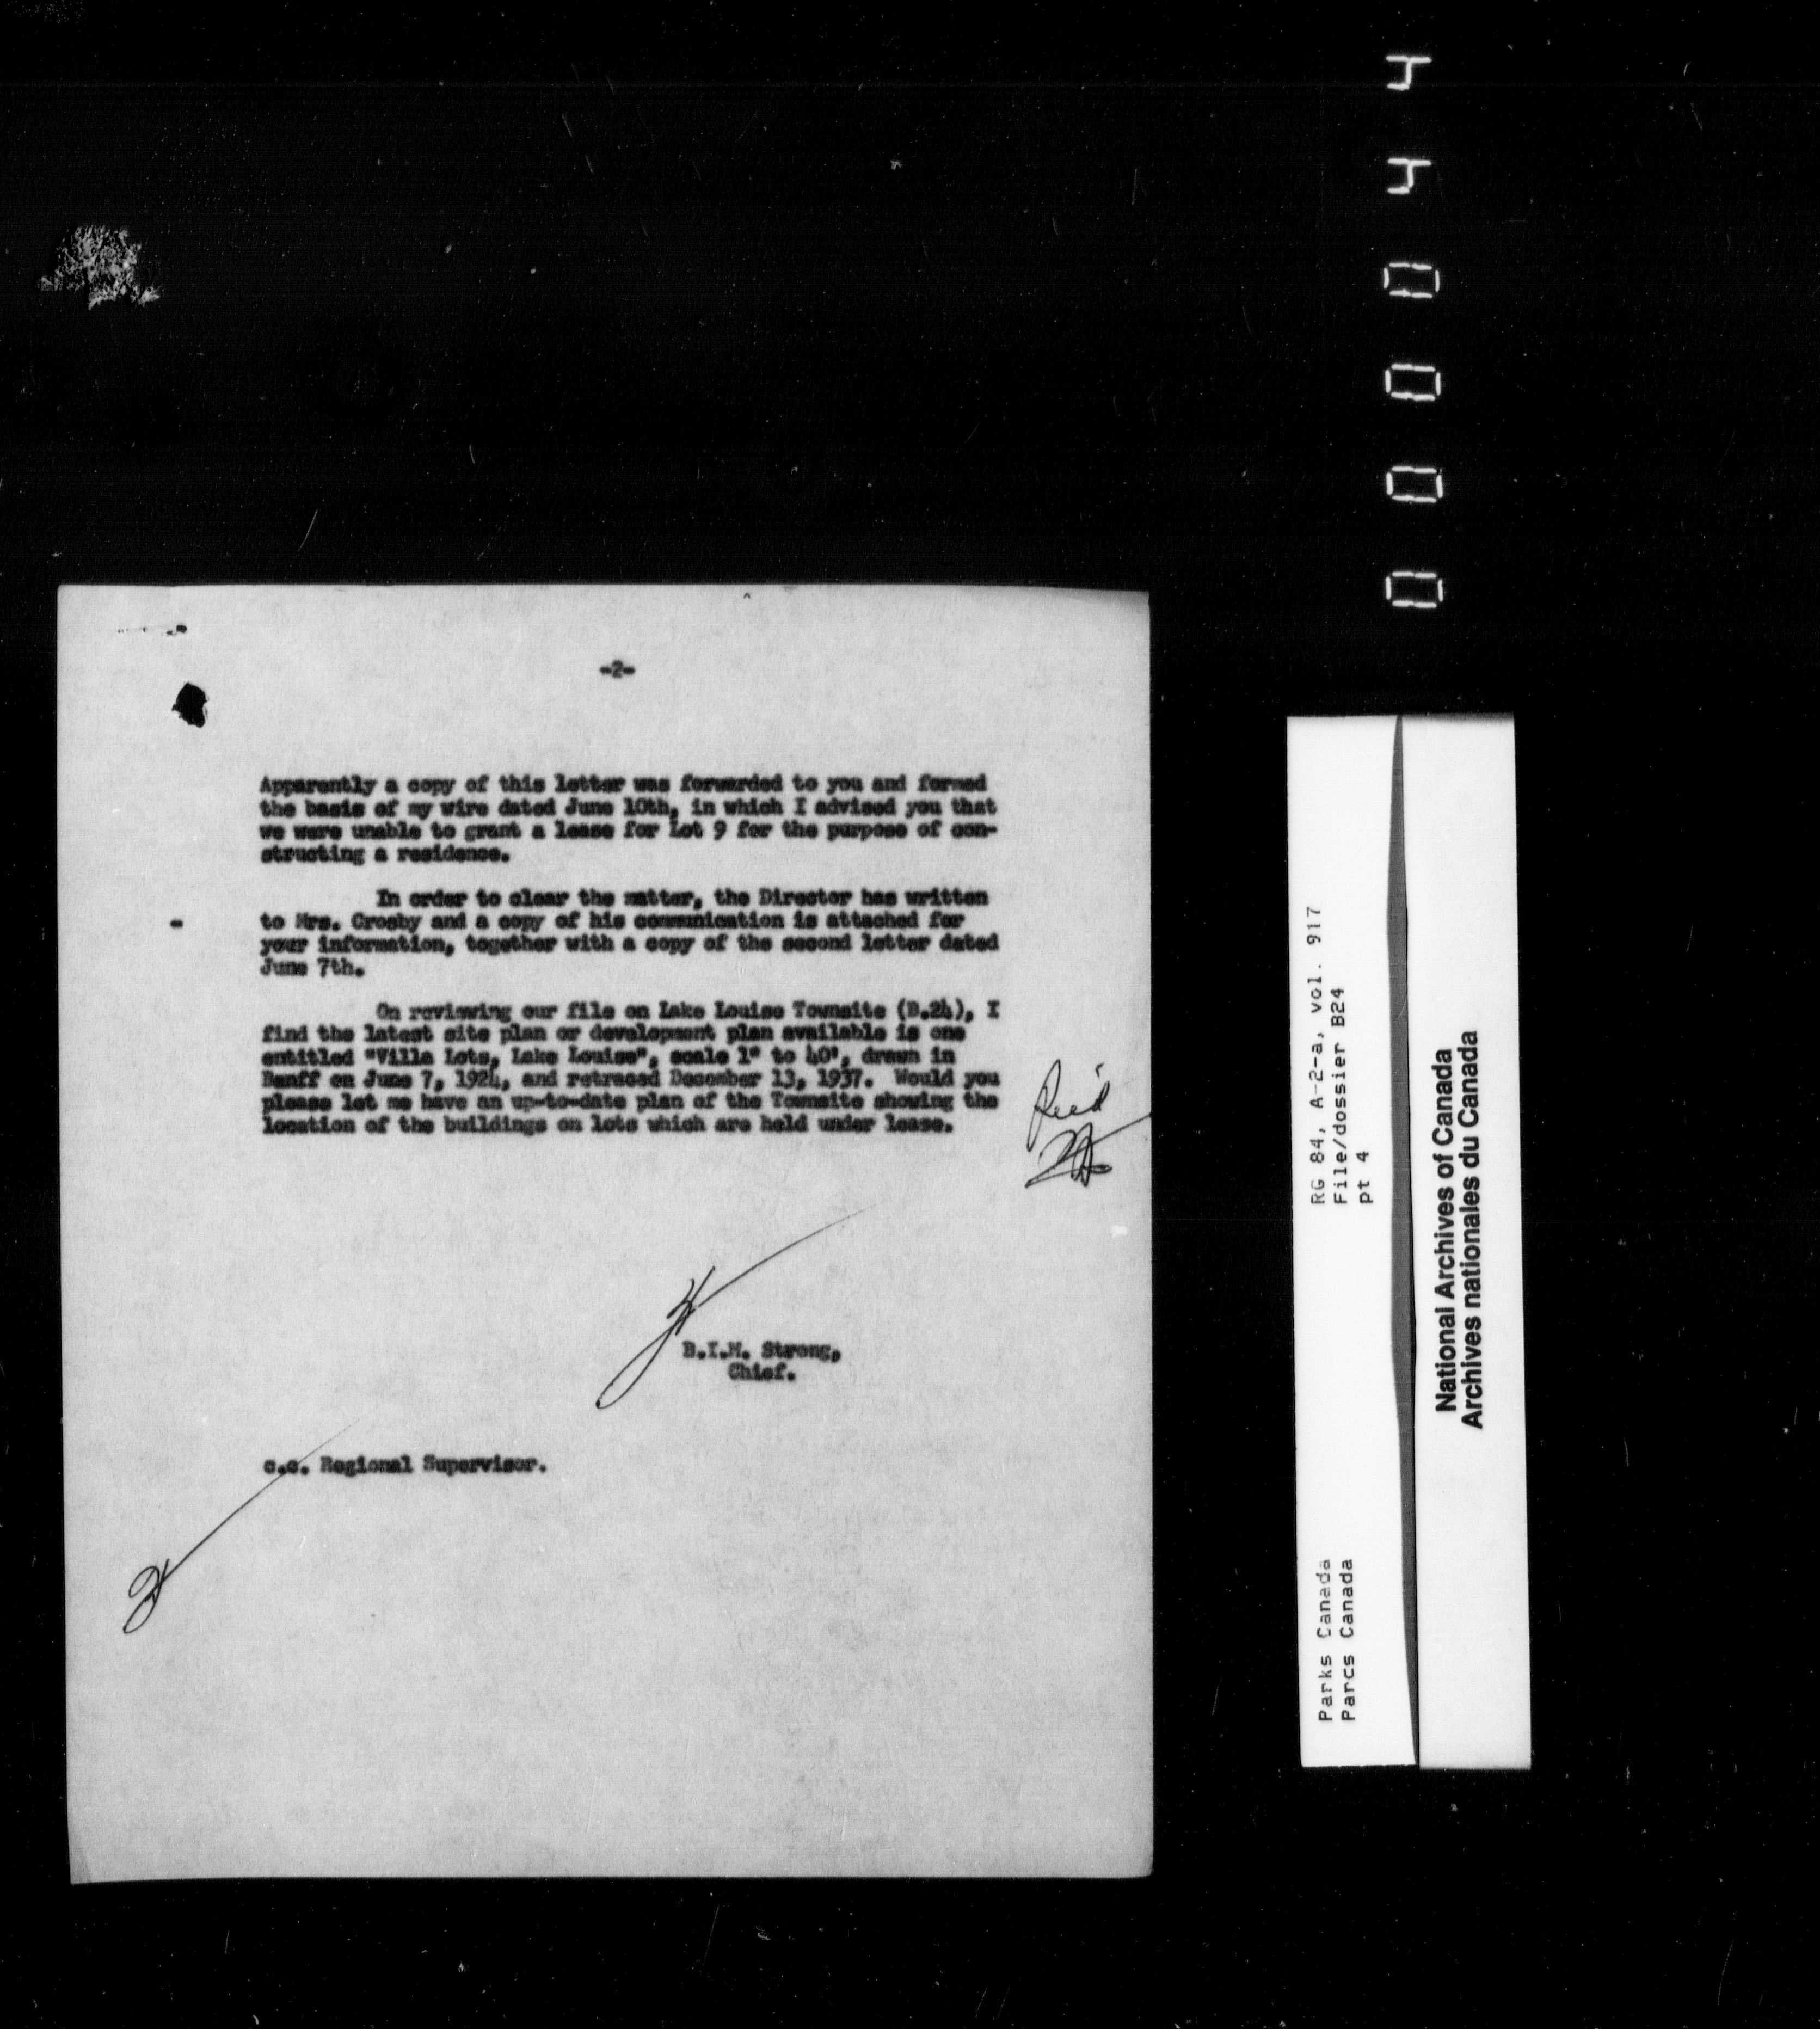 -2-
Apparently a copy of this letter was forwarded to you and formed
the basis of my wire dated June 10th, in which I advised you that
we were unable to grant a lease for Lot 9 for the purpose of con-
structing a residence.
In order to clear the matter, the Director has written
to Mrs. Crosby and a copy of his communication is attached for
your information, together with a copy of the second letter dated
June 7th.
On reviewing our file on Lake Louise Townsite (B.24), I
find the latest site plan or development plan available is one
entitled "Villa Lots, Lake Louise", scale 1" to 40', drawn in
Banff on June 7, 1924, and retraced December 13, 1937. Would you
please let me have an up-to-date plan of the Townsite showing the
location of the buildings on lots which are held under lease.
B.I.M. Strong,
Chief.
c.c. Regional Supervisor.
RG 84, A-2-a, vol. 917
File/dossier B24
pt 4
Parks Canada
Parcs Canada
National Archives of Canada
Archives nationales du Canada